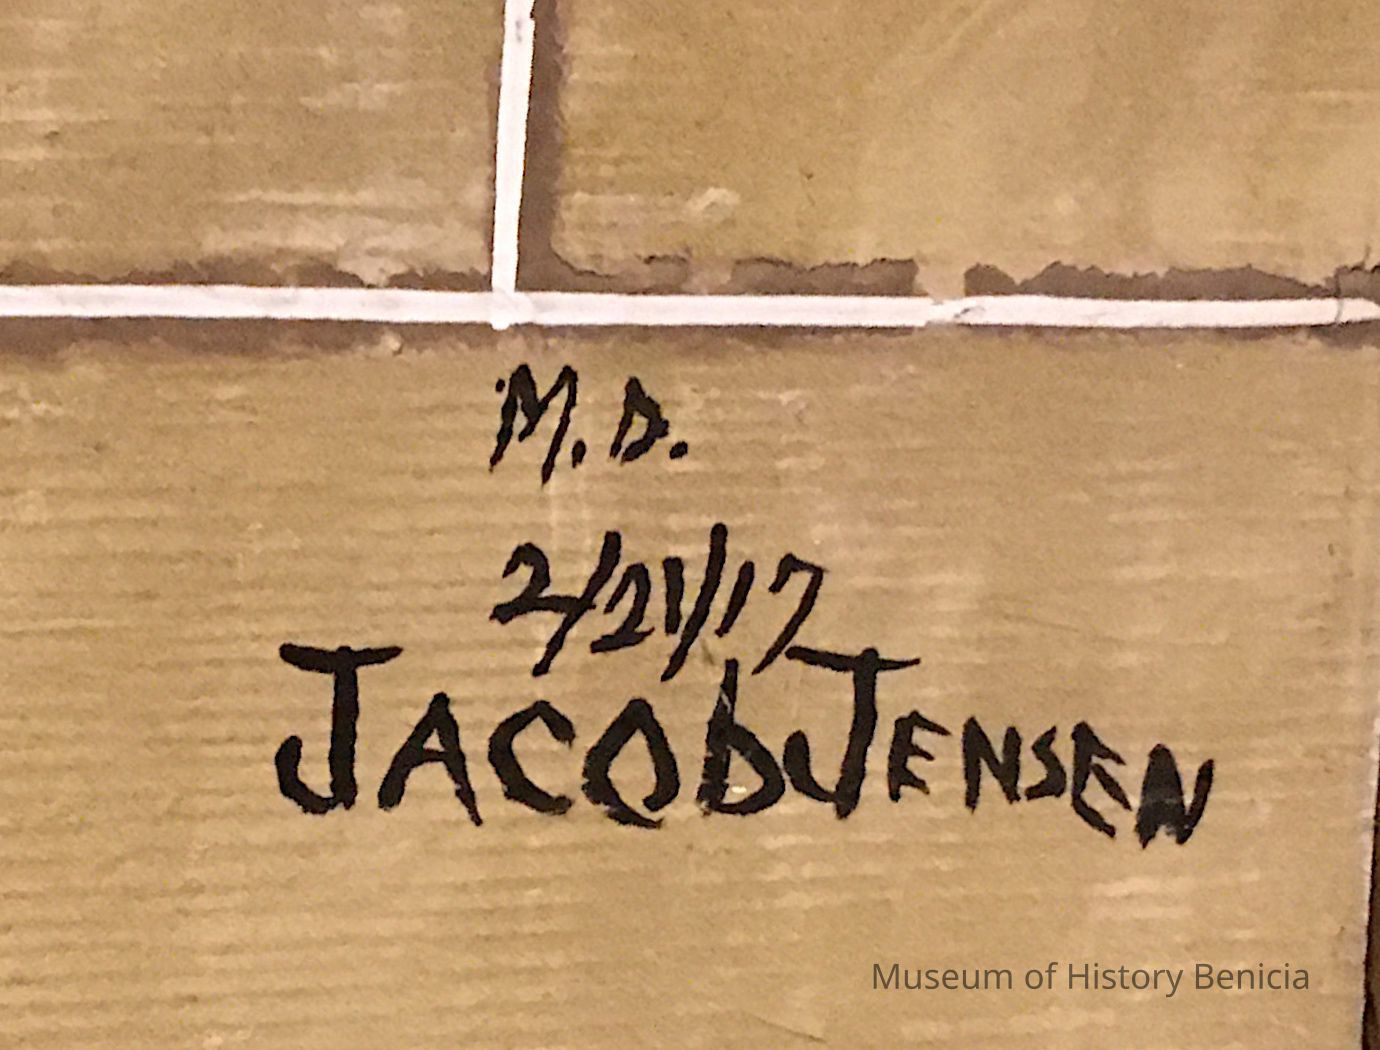 M.D.
2/21/17
JACOb JENSEN
Museum of History Benicia